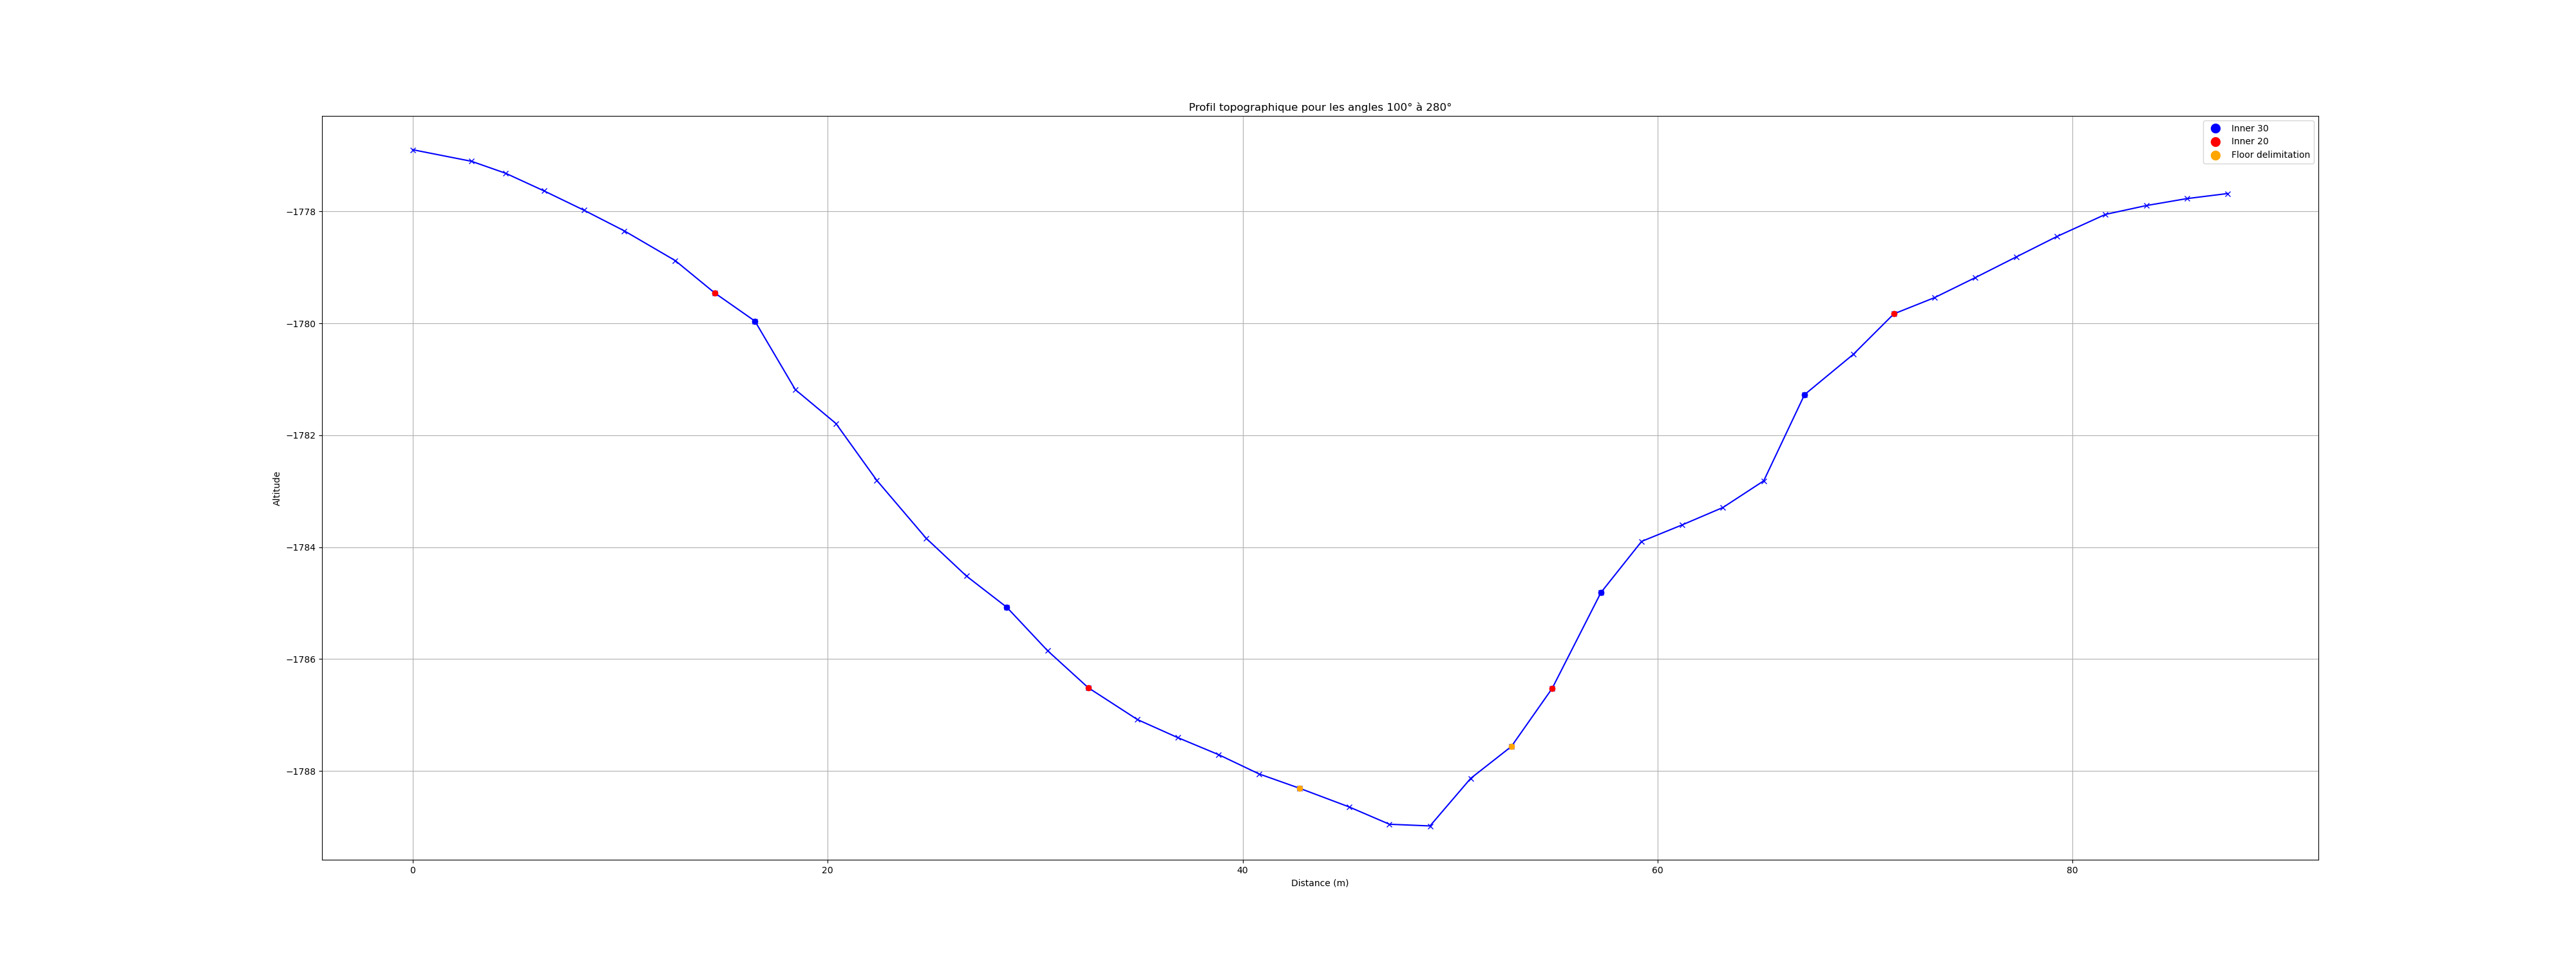 Profil topographique pour les angles 100° à 280°
Inner 30
Inner 20
Floor delimitation
−1778
−1780
−1782
−1784
−1786
−1788
Altitude
0
20
40
60
80
Distance (m)